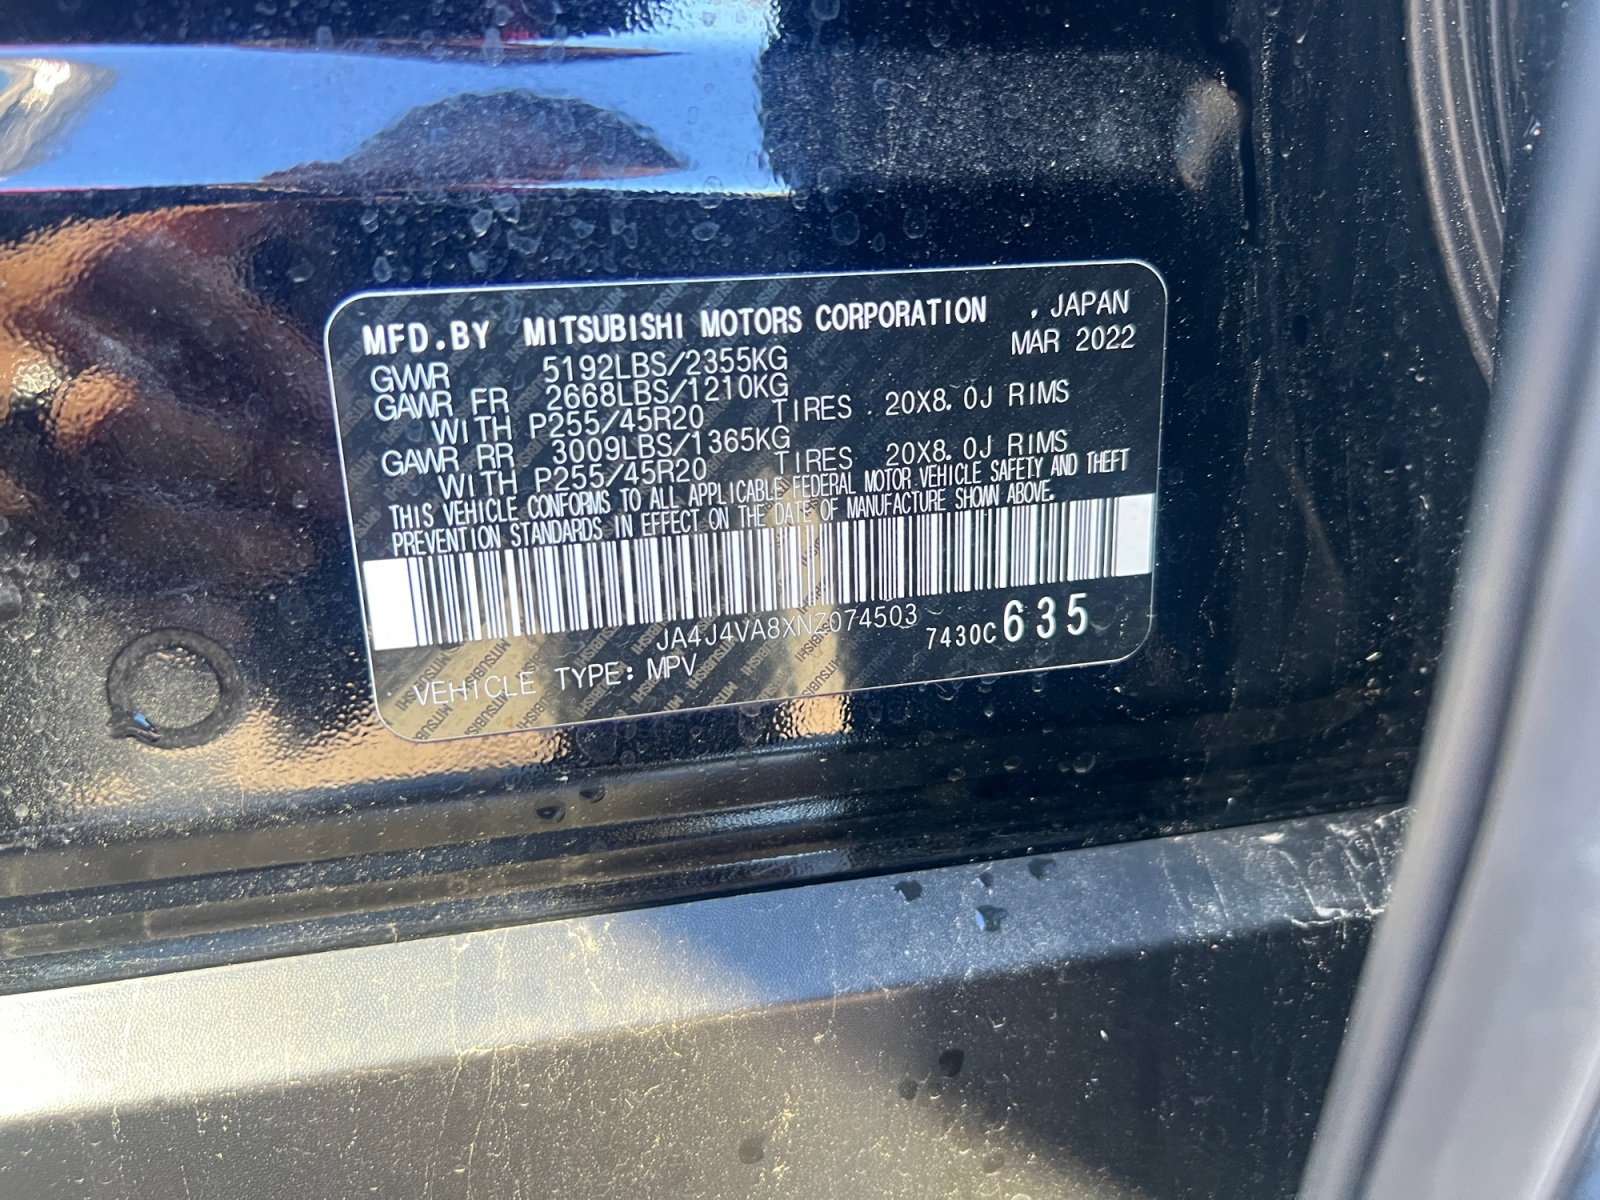 MFD.BY MITSUBISHI MOTORS CORPORATION , JAPAN
MAR 2022
GVWR 5192LBS/2355KG
GAWR FR 2668LBS/1210KG
WITH P255/45R20 TIRES . 20X8.0J RIMS
GAWR RR 3009LBS/1365KG
WITH P255/45R20 TIRES 20X8.0J RIMS
THIS VEHICLE CONFORMS TO ALL APPLICABLE FEDERAL MOTOR VEHICLE SAFETY AND THEFT
PREVENTION STANDARDS IN EFFECT ON THE DATE OF MANUFACTURE SHOWN ABOVE.
JA4J4VA8XNZ074503 7430C 635
VEHICLE TYPE: MPV